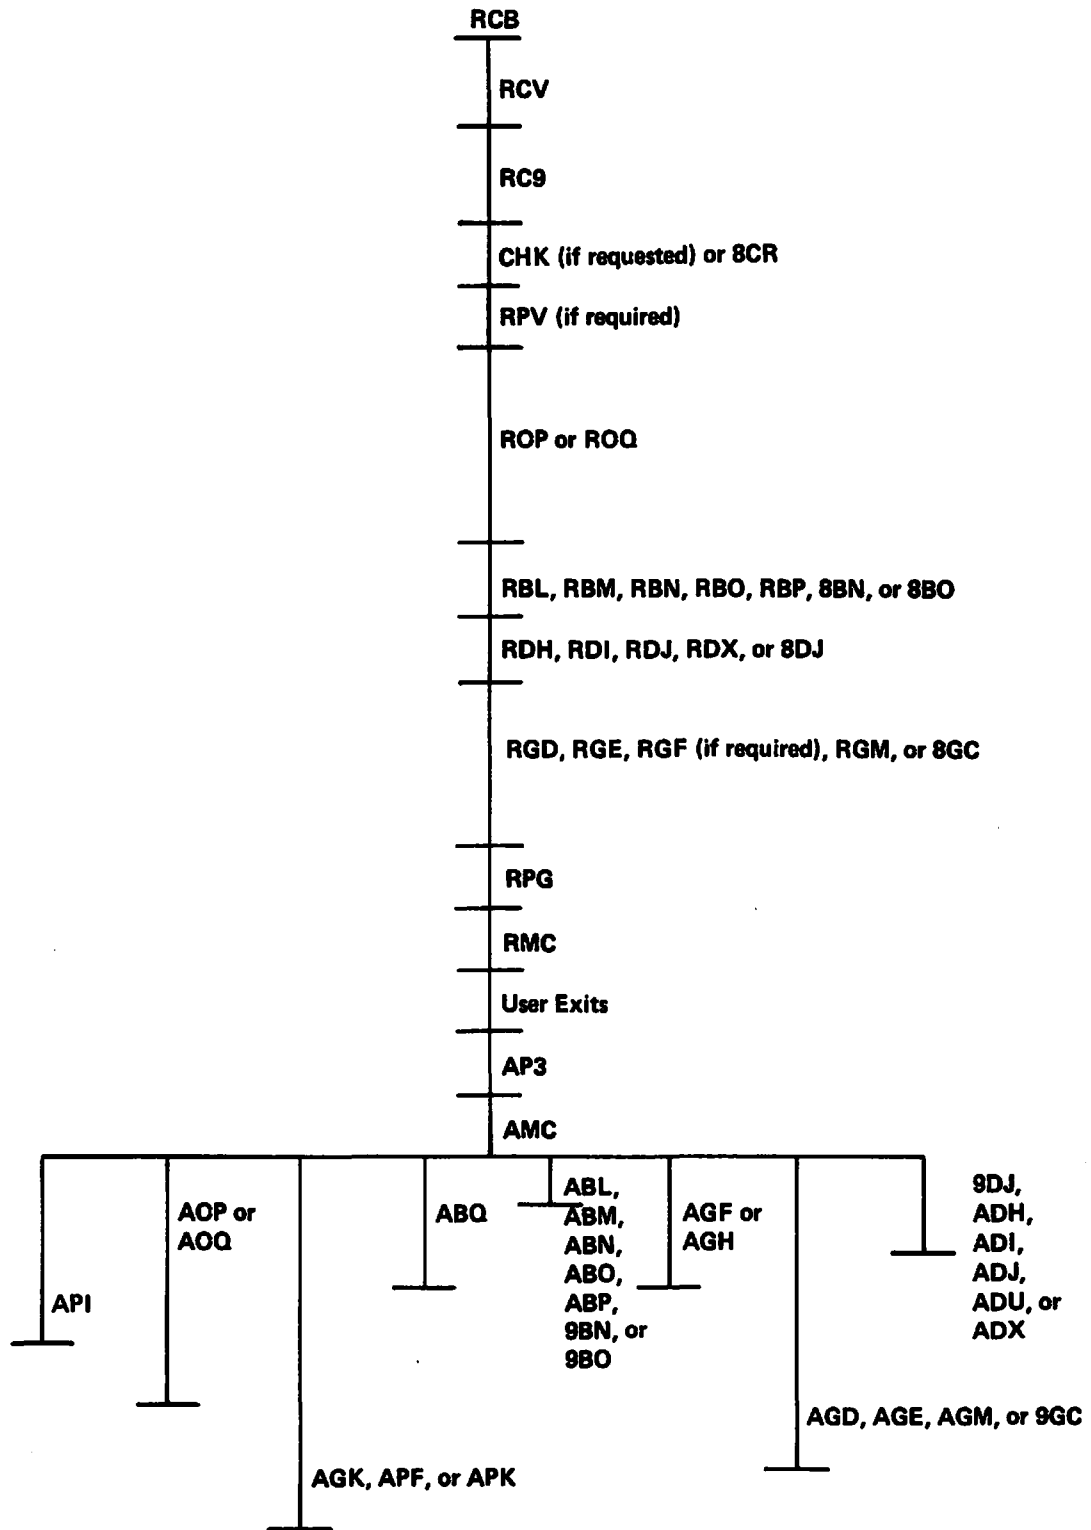 RCB
RCV
RC9
CHK (if requested) or 8CR
RPV (if required)
ROP or ROQ
RBL, RBM, RBN, RBO, RBP, 8BN, or 8BO
RDH, RDI, RDJ, RDX, or 8DJ
RGD, RGE, RGF (if required), RGM, or 8GC
RPG
RMC
User Exits
AP3
AMC
API
AOP or
AOQ
AGK, APF, or APK
ABQ
ABL,
ABM,
ABN,
ABO,
ABP,
9BN, or
9BO
AGF or
AGH
AGD, AGE, AGM, or 9GC
9DJ,
ADH,
ADI,
ADJ,
ADU, or
ADX